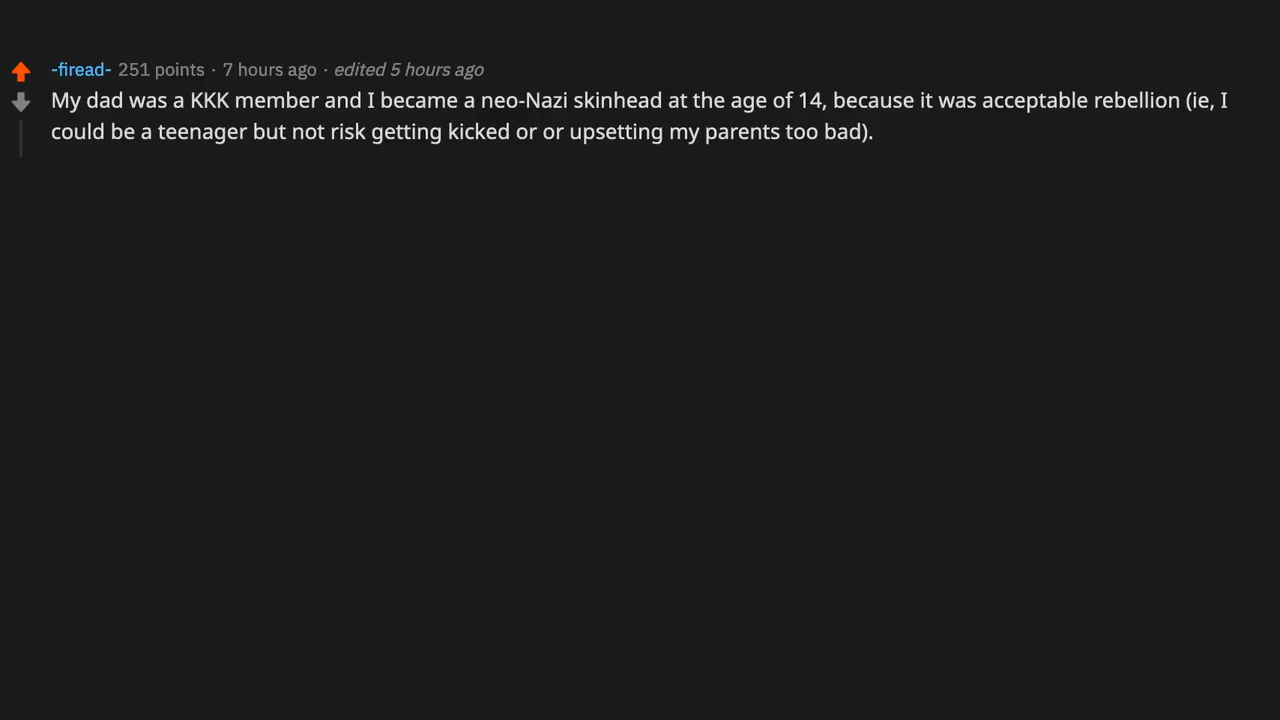 -firead- 251 points · 7 hours ago · edited 5 hours ago
My dad was a KKK member and I became a neo-Nazi skinhead at the age of 14, because it was acceptable rebellion (ie, I
could be a teenager but not risk getting kicked or or upsetting my parents too bad).